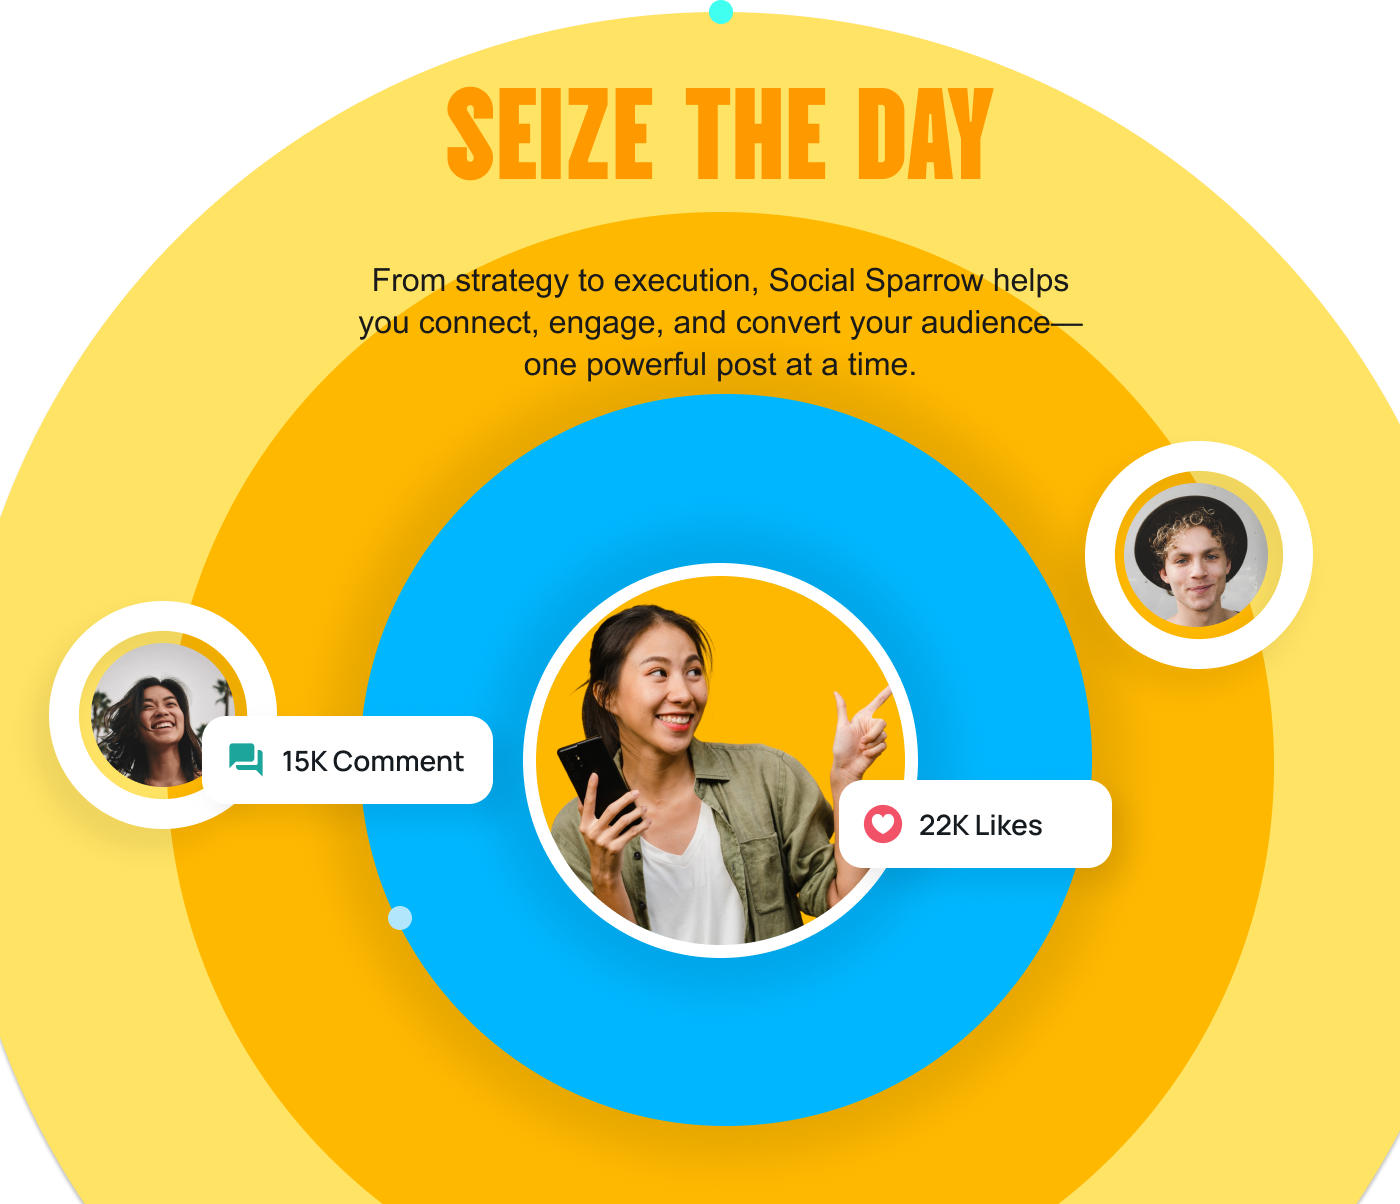 SEIZE THE DAY
From strategy to execution, Social Sparrow helps
you connect, engage, and convert your audience—
one powerful post at a time.
15K Comment
22K Likes